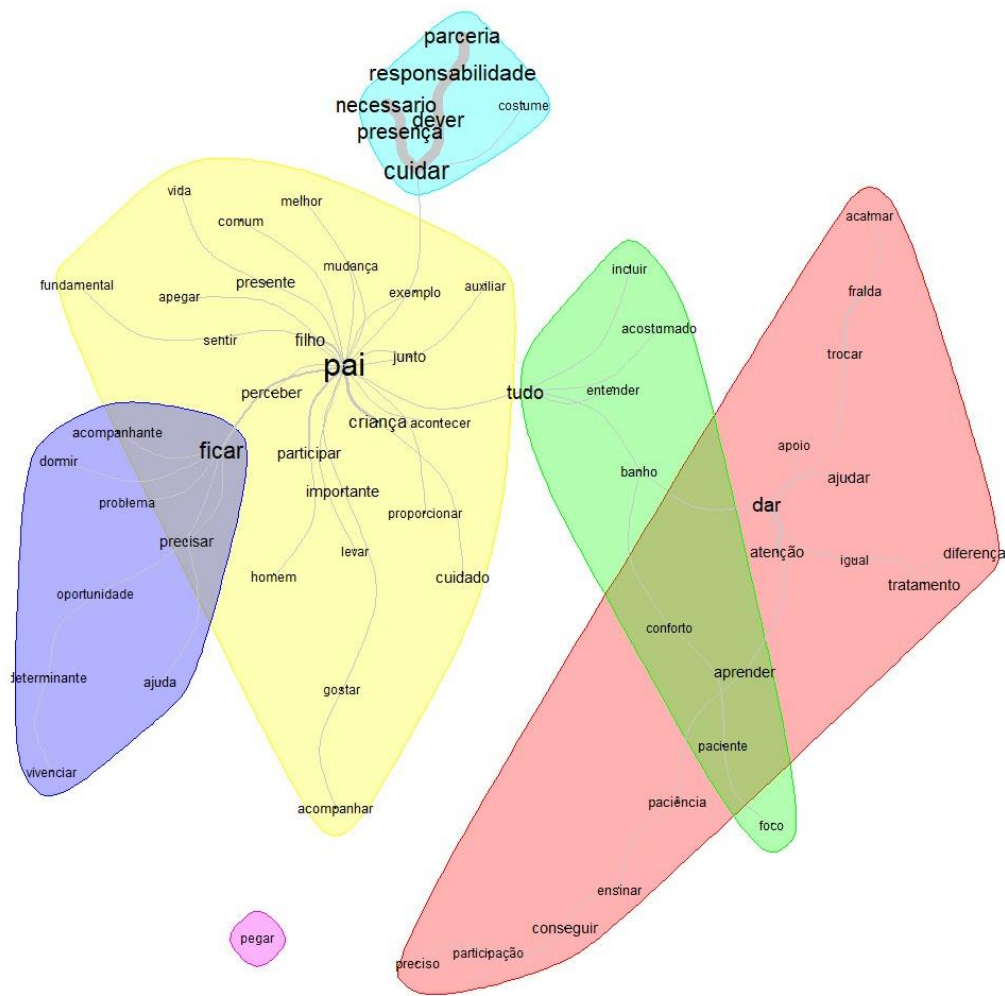 parceria
responsabilidade
necessario
costume
dever
presença
cuidar
vida
melhor
comum
acalmar
mudança
incluir
fundamental
presente
exemplo
auxiliar
fralda
apegar
acostumado
sentir
filho
trocar
junto
pai
perceber
tudo
entender
criança
acontecer
acompanhante
ficar
participar
apoio
dormir
banho
ajudar
importante
problema
dar
proporcionar
precisar
levar
atenção
igual
diferença
homem
cuidado
tratamento
oportunidade
conforto
aprender
determinante
ajuda
gostar
paciente
vivenciar
paciência
acompanhar
foco
ensinar
conseguir
pegar
participação
preciso